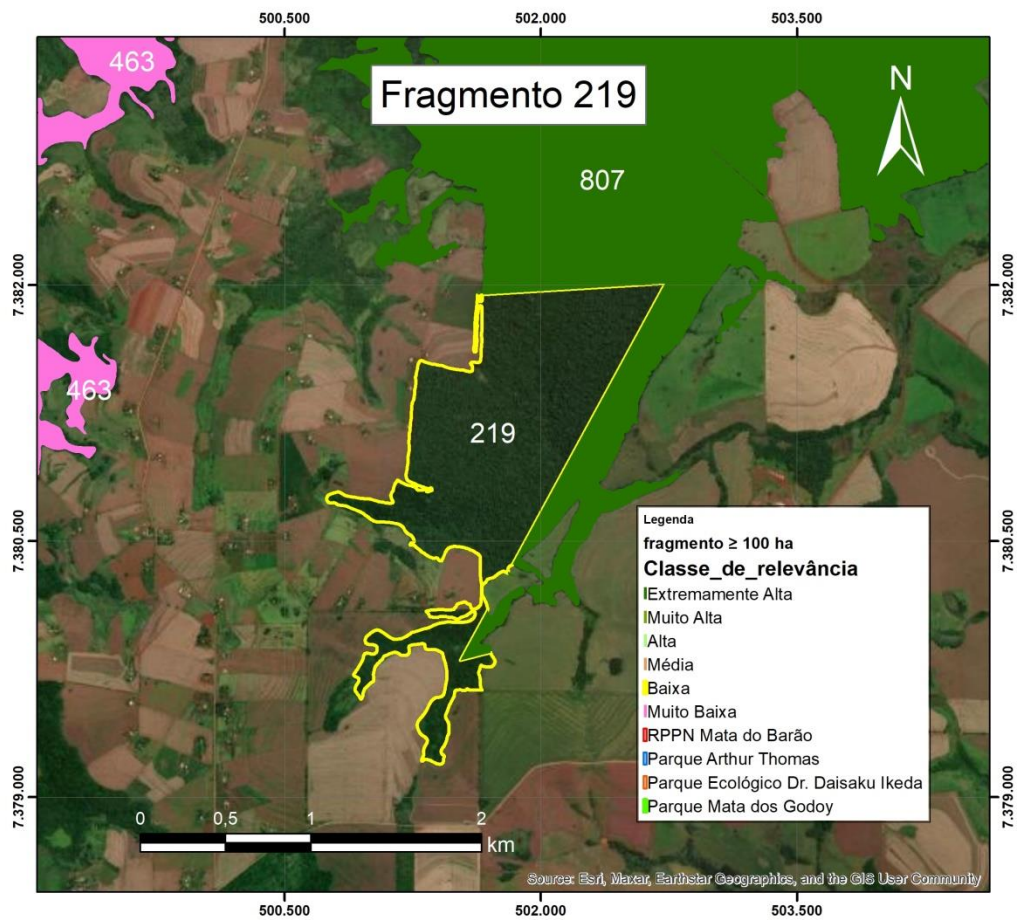 500.500 502.000 503.500
463
Fragmento 219
N
807
7.382.000 7.382.000
463
219
7.380.500 7.380.500
Legenda
fragmento ≥ 100 ha
Classe_de_relevância
Extremamente Alta
Muito Alta
Alta
Média
Baixa
Muito Baixa
RPPN Mata do Barão
Parque Arthur Thomas
Parque Ecológico Dr. Daisaku Ikeda
Parque Mata dos Godoy
7.379.000 7.379.000
0 0,5 1 2
km
Source: Esri, Maxar, Earthstar Geographics, and the GIS User Community
500.500 502.000 503.500